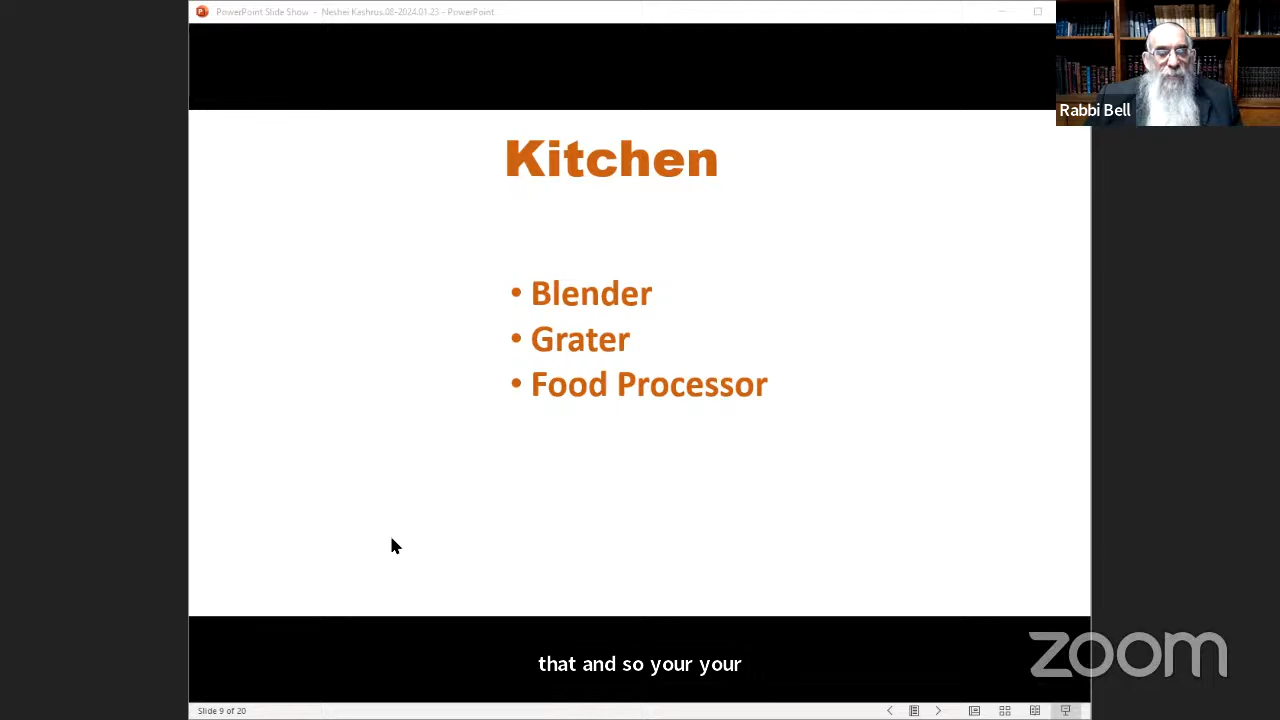 PowerPoint Slide Show - Neshei Kashrus.08-2024.01.23 - PowerPoint
Rabbi Bell
Kitchen
• Blender
• Grater
• Food Processor
that and so your your
zoom
Slide 9 of 20